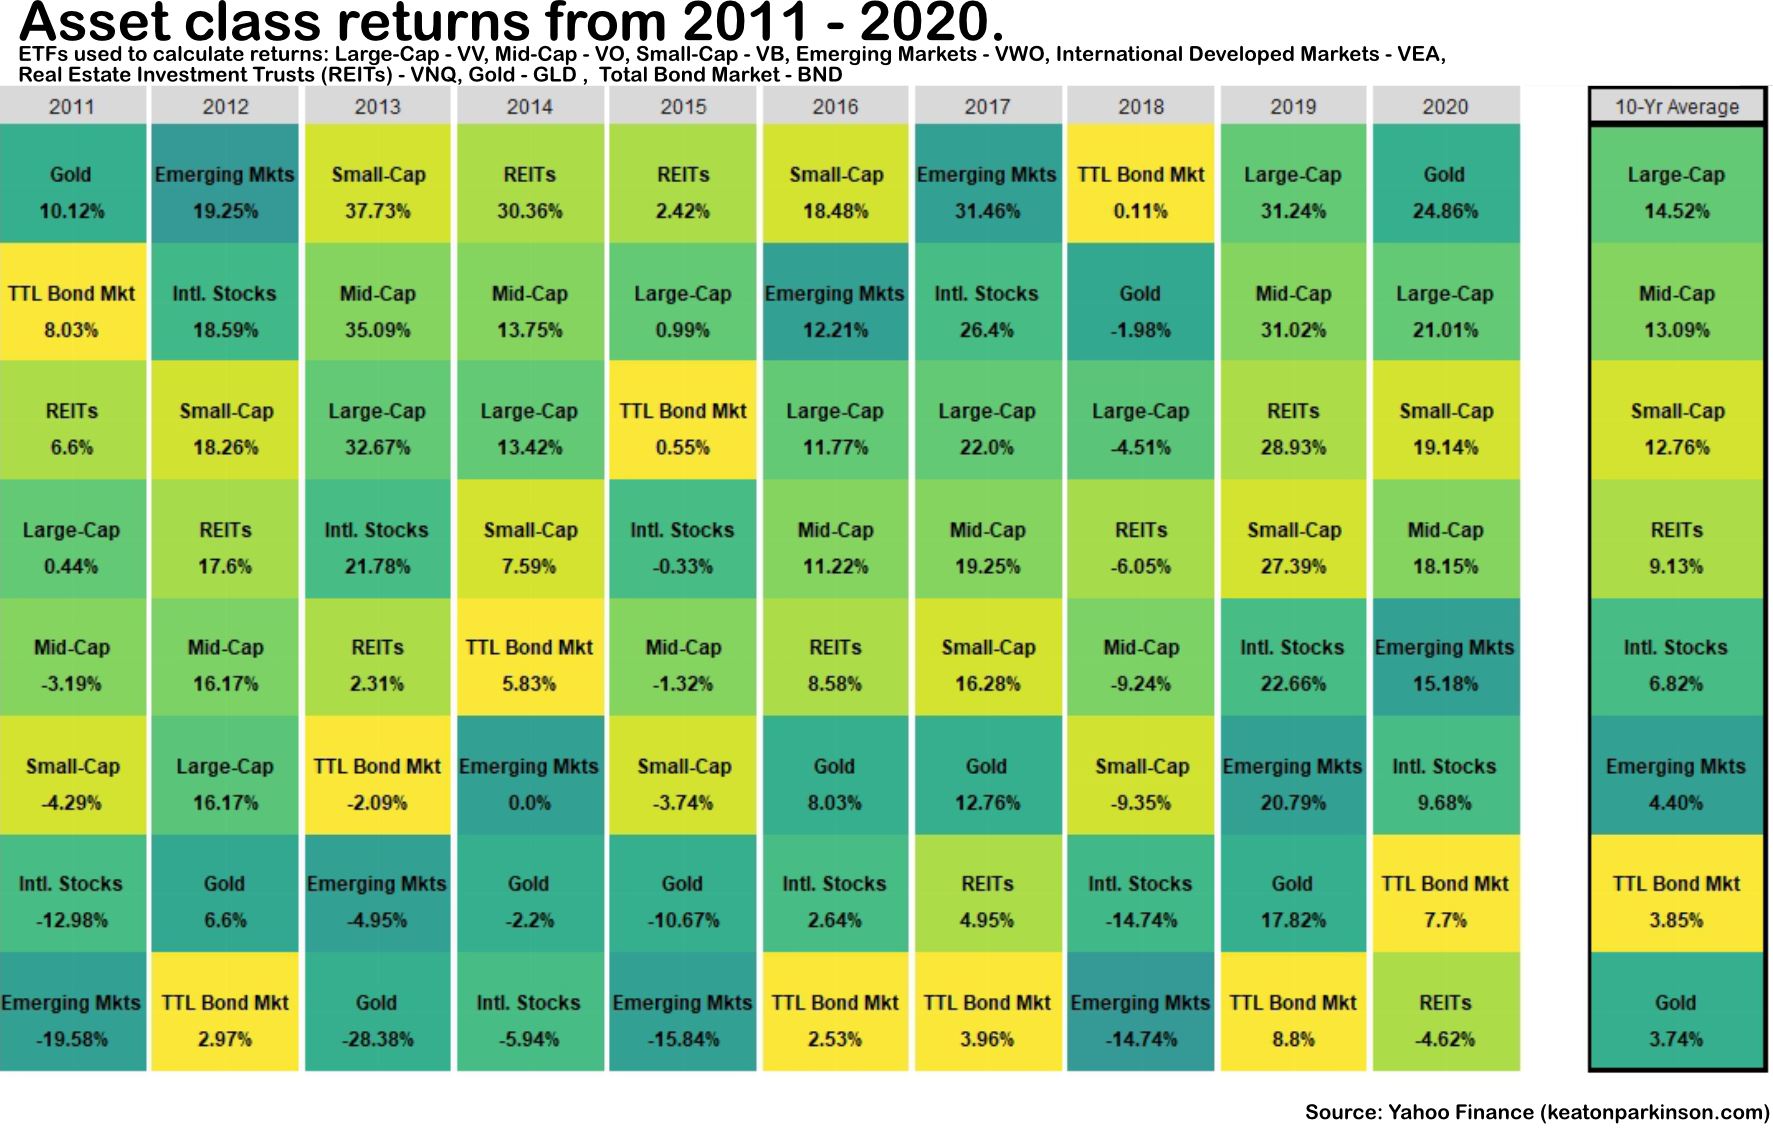 Asset class returns from 2011 - 2020.
ETFs used to calculate returns: Large-Cap - VV, Mid-Cap - VO, Small-Cap - VB, Emerging Markets - VWO, International Developed Markets - VEA,
Real Estate Investment Trusts (REITs) - VNQ, Gold - GLD , Total Bond Market - BND
2011 2012 2013 2014 2015 2016 2017 2018 2019 2020 10-Yr Average
Gold Emerging Mkts Small-Cap REITs REITs Small-Cap Emerging Mkts TTL Bond Mkt Large-Cap Gold Large-Cap
10.12% 19.25% 37.73% 30.36% 2.42% 18.48% 31.46% 0.11% 31.24% 24.86% 14.52%
TTL Bond Mkt Intl. Stocks Mid-Cap Mid-Cap Large-Cap Emerging Mkts Intl. Stocks Gold Mid-Cap Large-Cap Mid-Cap
8.03% 18.59% 35.09% 13.75% 0.99% 12.21% 26.4% -1.98% 31.02% 21.01% 13.09%
REITs Small-Cap Large-Cap Large-Cap TTL Bond Mkt Large-Cap Large-Cap Large-Cap REITs Small-Cap Small-Cap
6.6% 18.26% 32.67% 13.42% 0.55% 11.77% 22.0% -4.51% 28.93% 19.14% 12.76%
Large-Cap REITs Intl. Stocks Small-Cap Intl. Stocks Mid-Cap Mid-Cap REITs Small-Cap Mid-Cap REITs
0.44% 17.6% 21.78% 7.59% -0.33% 11.22% 19.25% -6.05% 27.39% 18.15% 9.13%
Mid-Cap Mid-Cap REITs TTL Bond Mkt Mid-Cap REITs Small-Cap Mid-Cap Intl. Stocks Emerging Mkts Intl. Stocks
-3.19% 16.17% 2.31% 5.83% -1.32% 8.58% 16.28% -9.24% 22.66% 15.18% 6.82%
Small-Cap Large-Cap TTL Bond Mkt Emerging Mkts Small-Cap Gold Gold Small-Cap Emerging Mkts Intl. Stocks Emerging Mkts
-4.29% 16.17% -2.09% 0.0% -3.74% 8.03% 12.76% -9.35% 20.79% 9.68% 4.40%
Intl. Stocks Gold Emerging Mkts Gold Gold Intl. Stocks REITs Intl. Stocks Gold TTL Bond Mkt TTL Bond Mkt
-12.98% 6.6% -4.95% -2.2% -10.67% 2.64% 4.95% -14.74% 17.82% 7.7% 3.85%
Emerging Mkts TTL Bond Mkt Gold Intl. Stocks Emerging Mkts TTL Bond Mkt TTL Bond Mkt Emerging Mkts TTL Bond Mkt REITs Gold
-19.58% 2.97% -28.38% -5.94% -15.84% 2.53% 3.96% -14.74% 8.8% -4.62% 3.74%
Source: Yahoo Finance (keatonparkinson.com)